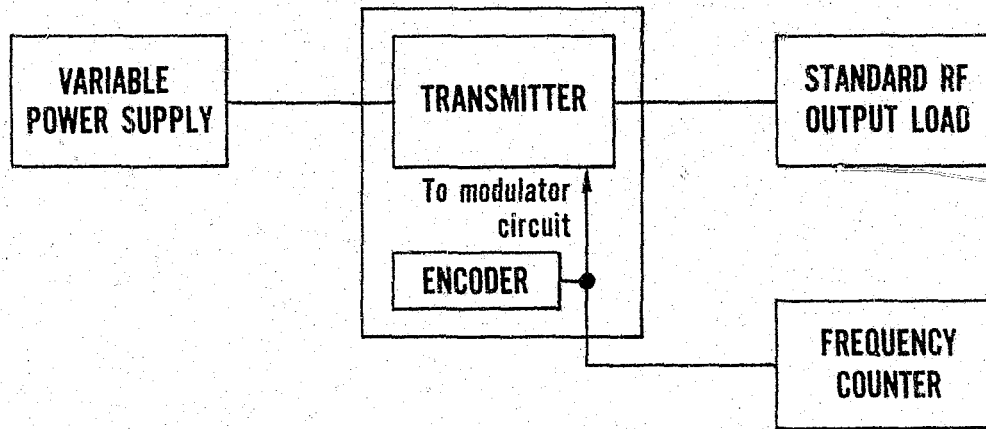 VARIABLE
POWER SUPPLY
TRANSMITTER
STANDARD RF
OUTPUT LOAD
To modulator
circuit
ENCODER
FREQUENCY
COUNTER